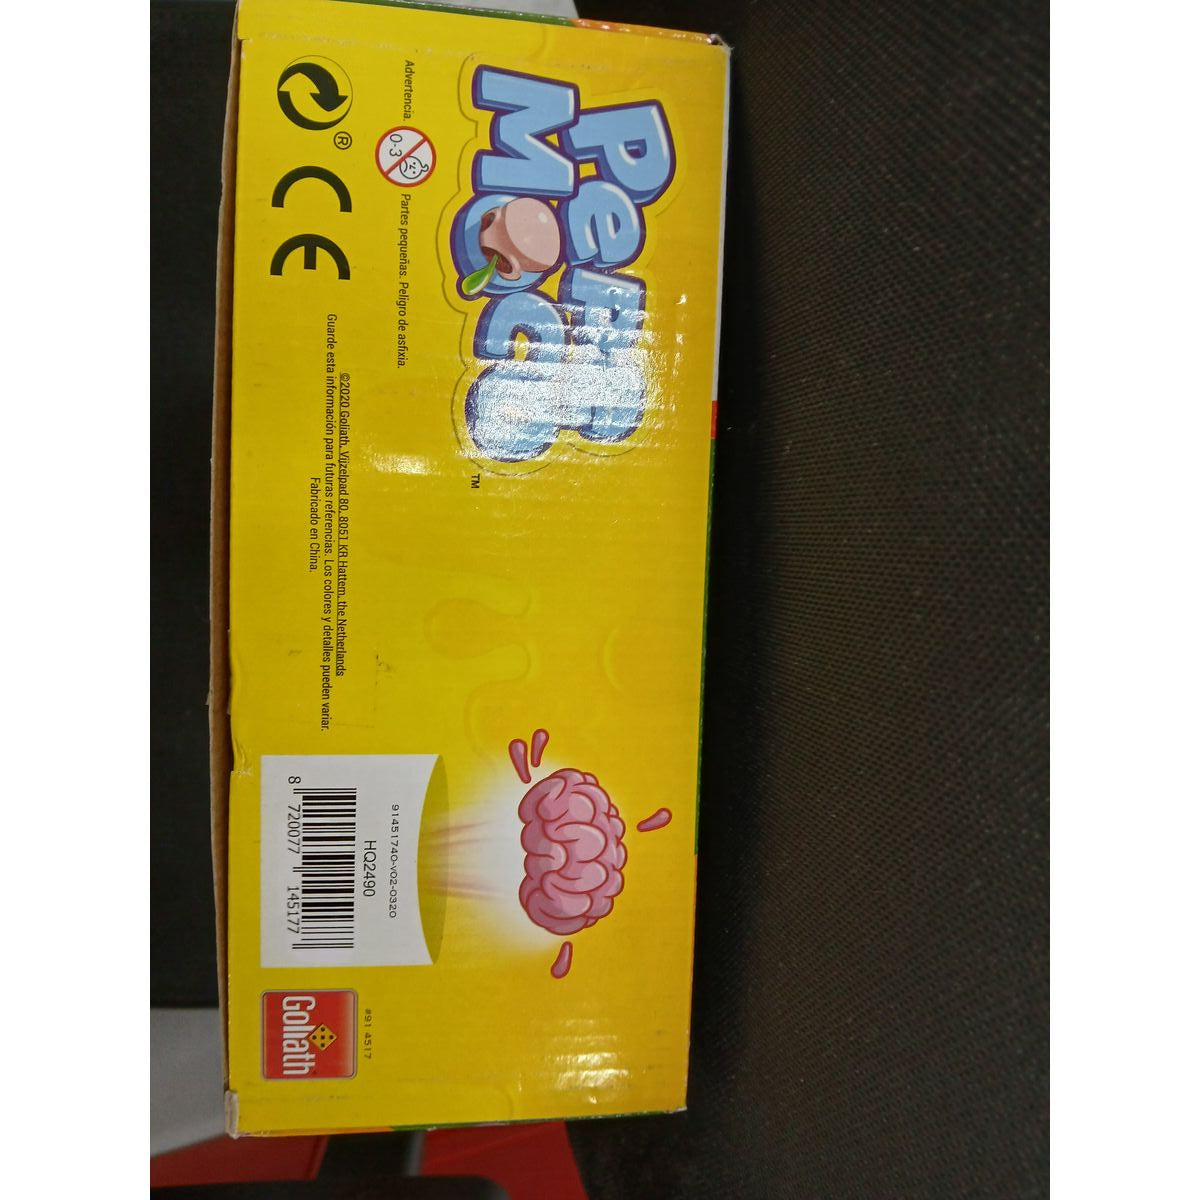 Pepe
Moco
TM
Advertencia.
0-3
Partes pequeñas. Peligro de asfixia.
®
CE
©2020 Goliath, Vijzelpad 80, 8051 KR Hattem, the Netherlands
Guarde esta información para futuras referencias. Los colores y detalles pueden variar.
Fabricado en China.
91451740-v02-0320
HQ2490
8 720077 145177
#91 4517
Goliath